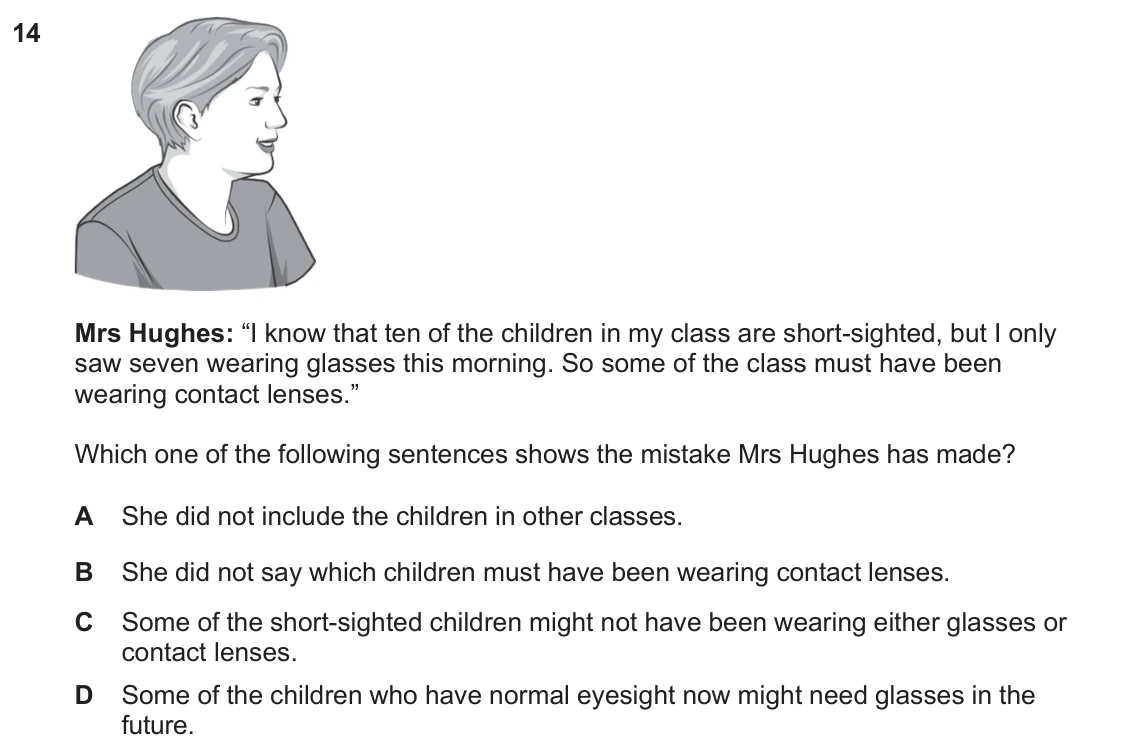 14
Mrs Hughes: “I know that ten of the children in my class are short-sighted, but I only
saw seven wearing glasses this morning. So some of the class must have been
wearing contact lenses.”
Which one of the following sentences shows the mistake Mrs Hughes has made?
A She did not include the children in other classes.
B She did not say which children must have been wearing contact lenses.
C Some of the short-sighted children might not have been wearing either glasses or
contact lenses.
D Some of the children who have normal eyesight now might need glasses in the
future.